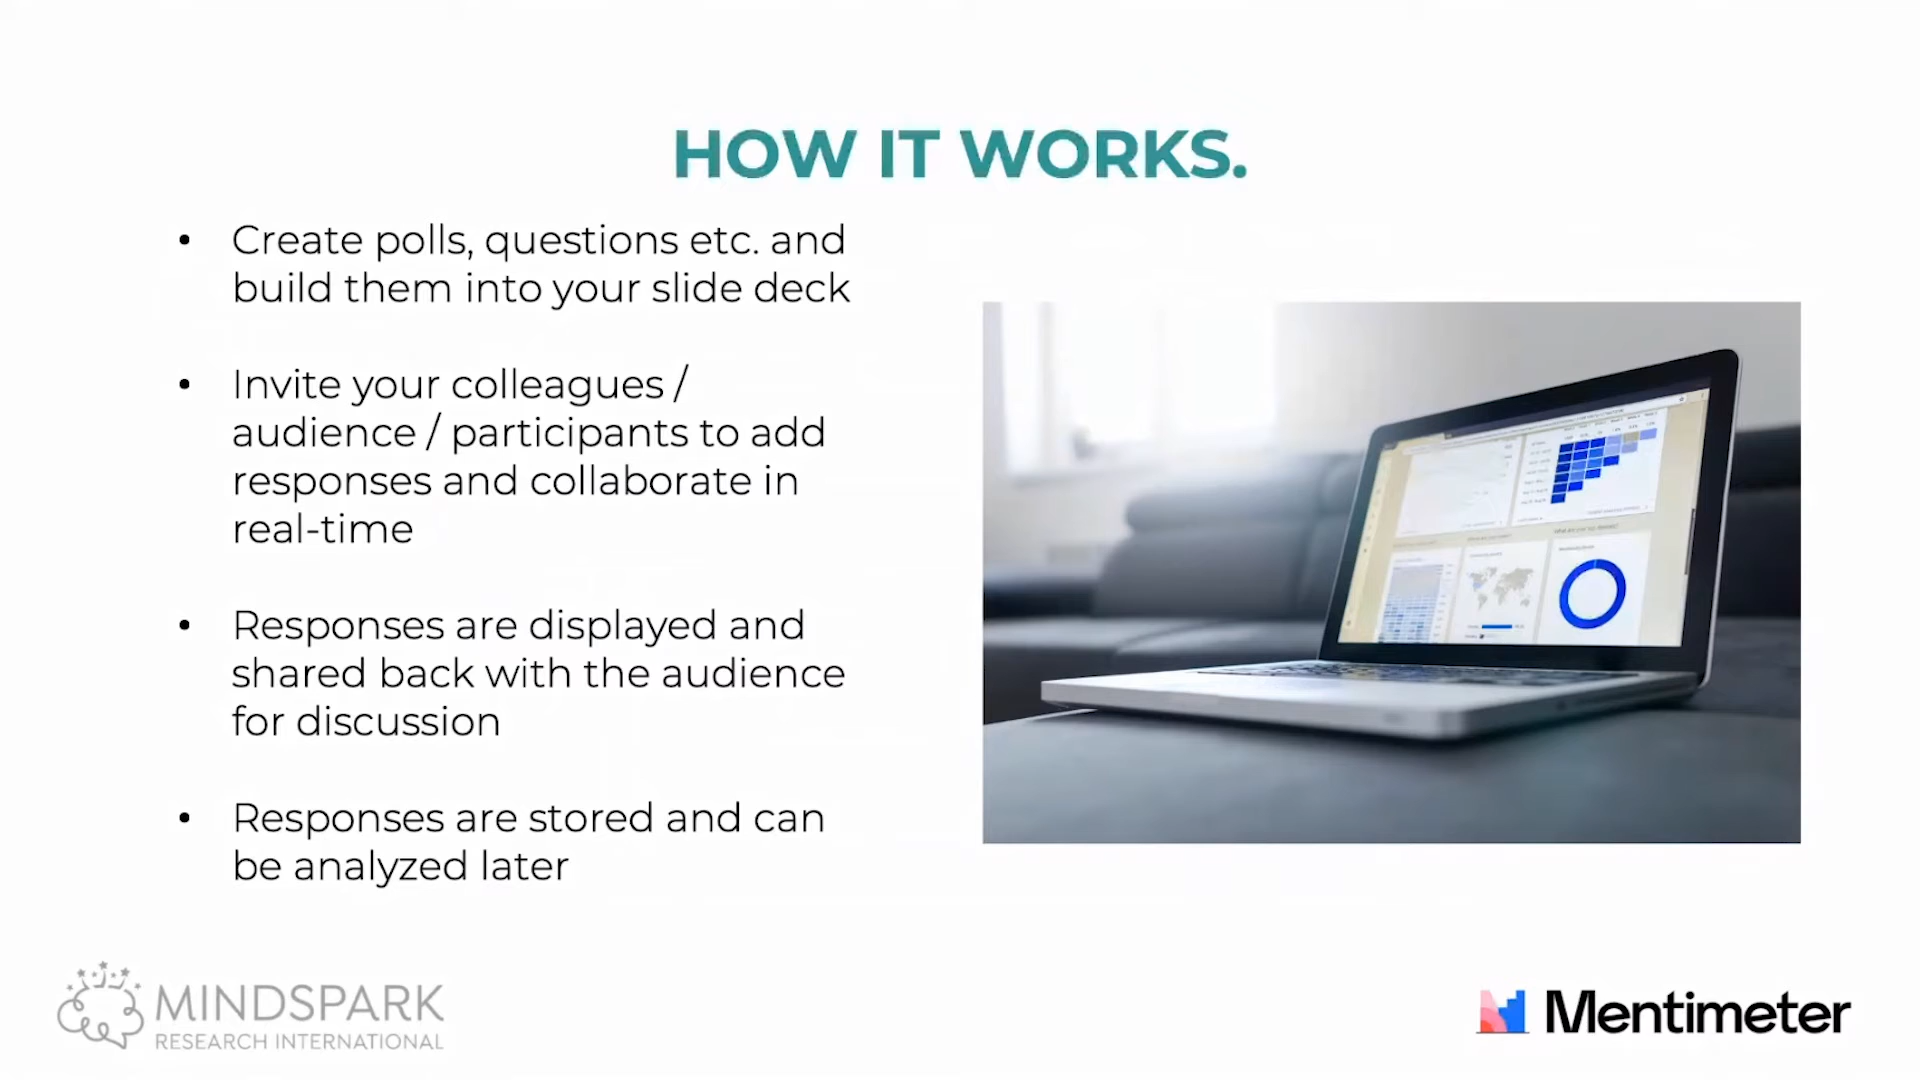 HOW IT WORKS.
• Create polls, questions etc. and
build them into your slide deck
• Invite your colleagues /
audience / participants to add
responses and collaborate in
real-time
• Responses are displayed and
shared back with the audience
for discussion
• Responses are stored and can
be analyzed later
MINDSPARK
RESEARCH INTERNATIONAL
Mentimeter